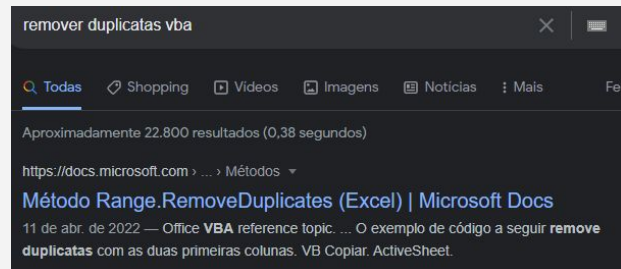 remover duplicatas vba
Todas Shopping Vídeos Imagens Notícias Mais Fe
Aproximadamente 22.800 resultados (0,38 segundos)
https://docs.microsoft.com › ... › Métodos
Método Range.RemoveDuplicates (Excel) | Microsoft Docs
11 de abr. de 2022 — Office VBA reference topic. ... O exemplo de código a seguir remove
duplicatas com as duas primeiras colunas. VB Copiar. ActiveSheet.